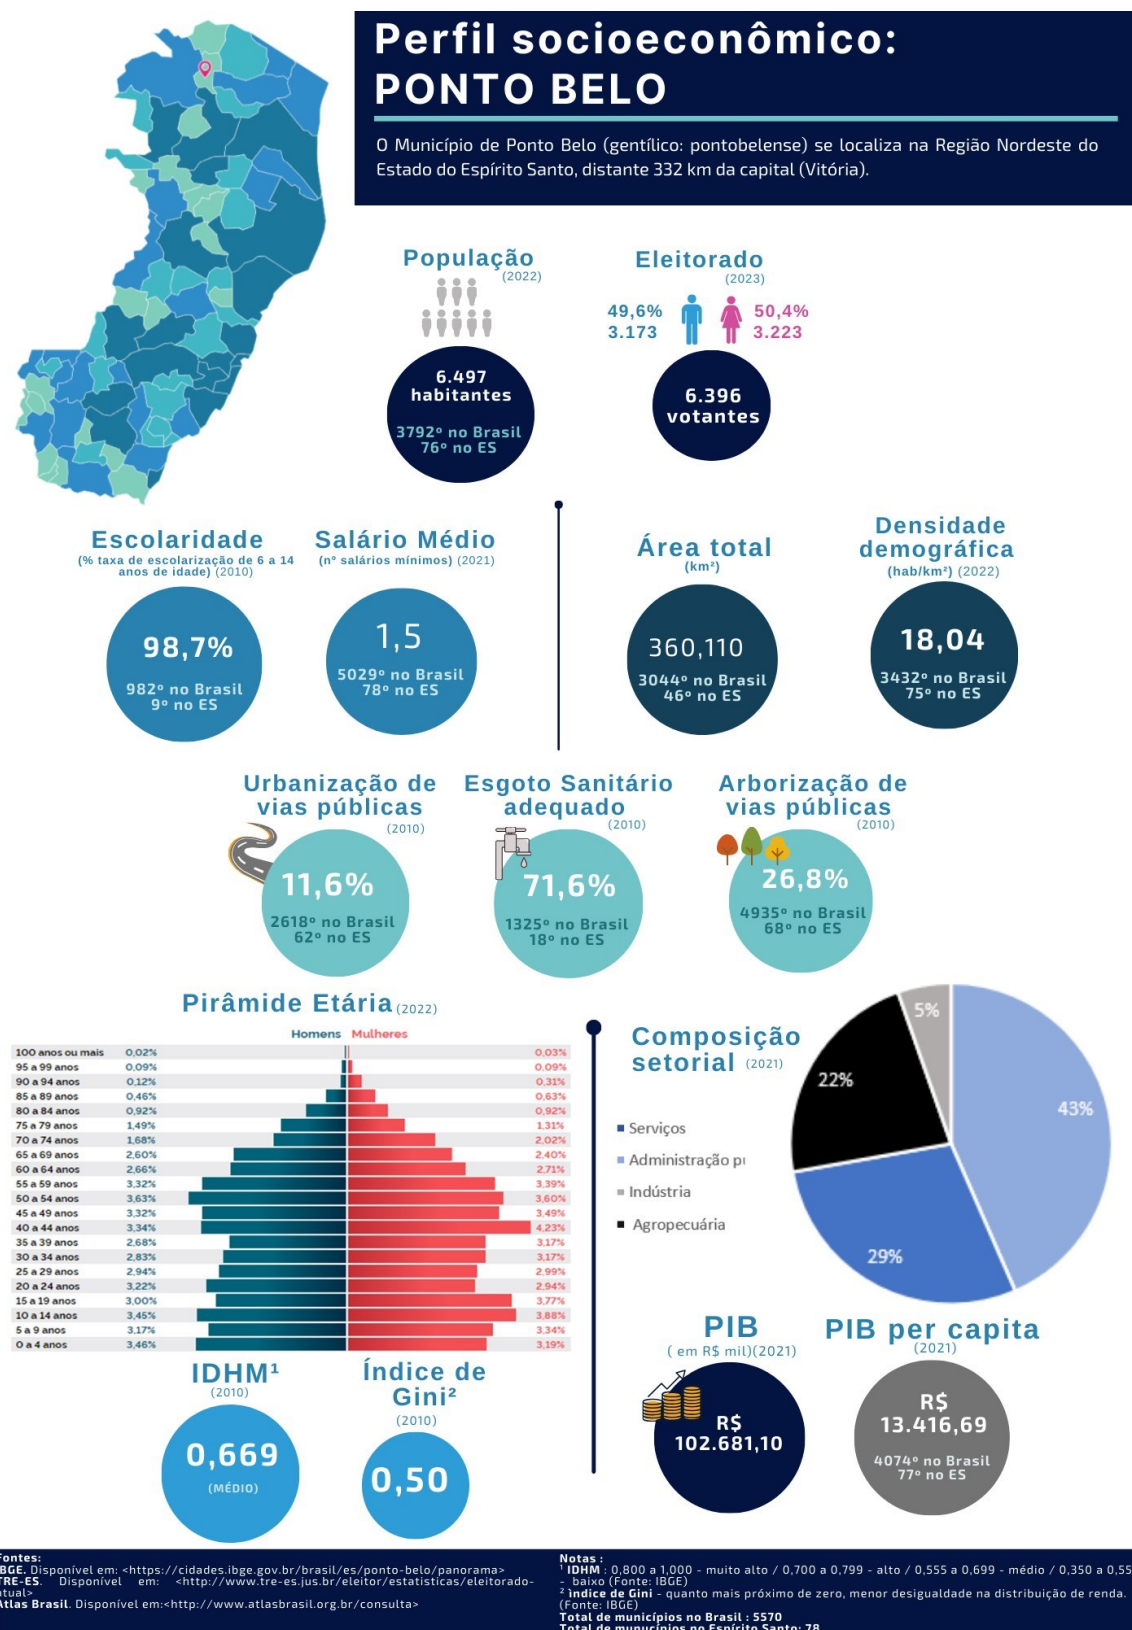 Perfil socioeconômico:
PONTO BELO
O Município de Ponto Belo (gentílico: pontobelense) se localiza na Região Nordeste do
Estado do Espírito Santo, distante 332 km da capital (Vitória).
População
(2022)
6.497
habitantes
3792º no Brasil
76º no ES
Eleitorado
(2023)
49,6%
3.173
50,4%
3.223
6.396
votantes
Escolaridade
(% taxa de escolarização de 6 a 14
anos de idade) (2010)
98,7%
982º no Brasil
9º no ES
Salário Médio
(nº salários mínimos) (2021)
1,5
5029º no Brasil
78º no ES
Área total
(km²)
360,110
3044º no Brasil
46º no ES
Densidade
demográfica
(hab/km²) (2022)
18,04
3432º no Brasil
75º no ES
Urbanização de
vias públicas
(2010)
11,6%
2618º no Brasil
62º no ES
Esgoto Sanitário
adequado
(2010)
71,6%
1325º no Brasil
18º no ES
Arborização de
vias públicas
(2010)
26,8%
4935º no Brasil
68º no ES
Pirâmide Etária (2022)
Homens Mulheres
100 anos ou mais 0,02% 0,03%
95 a 99 anos 0,09% 0,09%
90 a 94 anos 0,12% 0,31%
85 a 89 anos 0,46% 0,63%
80 a 84 anos 0,92% 0,92%
75 a 79 anos 1,49% 1,31%
70 a 74 anos 1,68% 2,02%
65 a 69 anos 2,60% 2,40%
60 a 64 anos 2,66% 2,71%
55 a 59 anos 3,32% 3,39%
50 a 54 anos 3,63% 3,60%
45 a 49 anos 3,32% 3,49%
40 a 44 anos 3,34% 4,23%
35 a 39 anos 2,68% 3,17%
30 a 34 anos 2,83% 3,17%
25 a 29 anos 2,94% 2,99%
20 a 24 anos 3,22% 2,94%
15 a 19 anos 3,00% 3,77%
10 a 14 anos 3,45% 3,88%
5 a 9 anos 3,17% 3,34%
0 a 4 anos 3,46% 3,19%
Composição
setorial (2021)
Serviços
Administração pu
Indústria
Agropecuária
5%
22%
43%
29%
IDHM¹
(2010)
0,669
(MÉDIO)
Índice de
Gini²
(2010)
0,50
PIB
( em R$ mil)(2021)
R$
102.681,10
PIB per capita
(2021)
R$
13.416,69
4074º no Brasil
77º no ES
Fontes:
IBGE. Disponível em: <https://cidades.ibge.gov.br/brasil/es/ponto-belo/panorama>
TRE-ES. Disponível em: <http://www.tre-es.jus.br/eleitor/estatisticas/eleitorado-
atual>
Atlas Brasil. Disponível em:<http://www.atlasbrasil.org.br/consulta>
Notas :
¹ IDHM : 0,800 a 1,000 - muito alto / 0,700 a 0,799 - alto / 0,555 a 0,699 - médio / 0,350 a 0,55
- baixo (Fonte: IBGE)
² ìndice de Gini - quanto mais próximo de zero, menor desigualdade na distribuição de renda.
(Fonte: IBGE)
Total de municípios no Brasil : 5570
Total de munucípios no Espírito Santo: 78